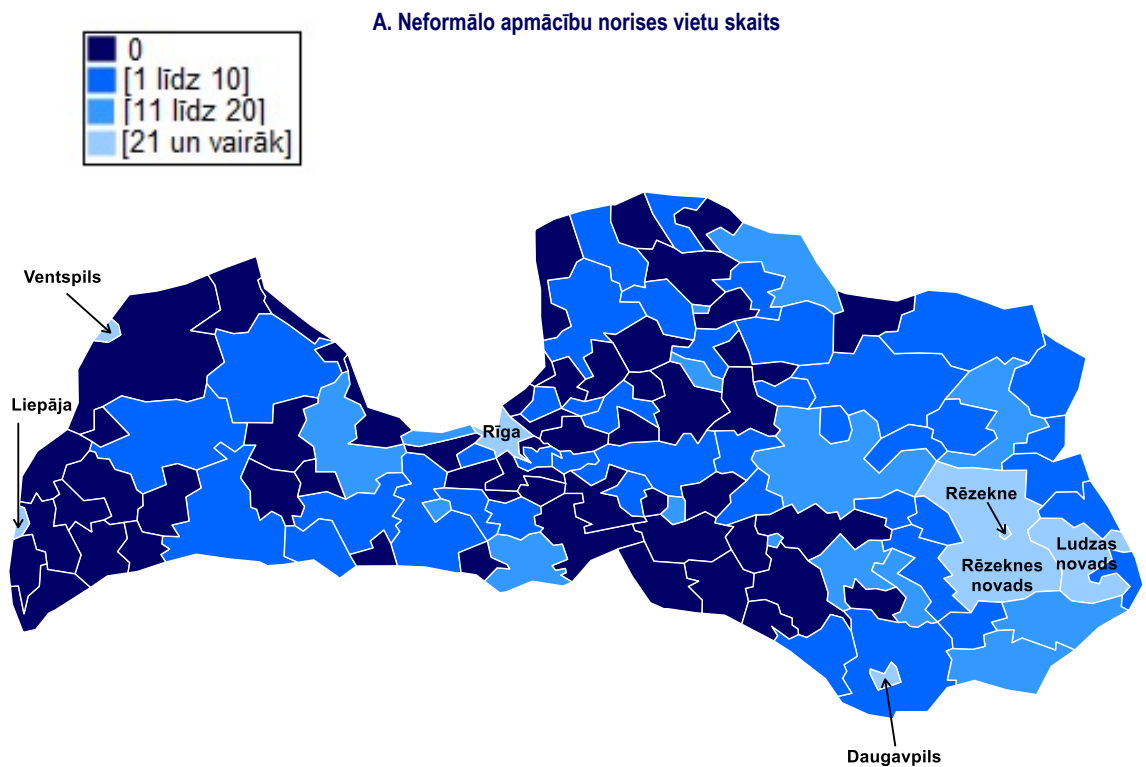 A. Neformālo apmācību norises vietu skaits
0
[1 līdz 10]
[11 līdz 20]
[21 un vairāk]
Ventspils
Liepāja
Rīga
Rēzekne
Ludzas
novads
Rēzeknes
novads
Daugavpils